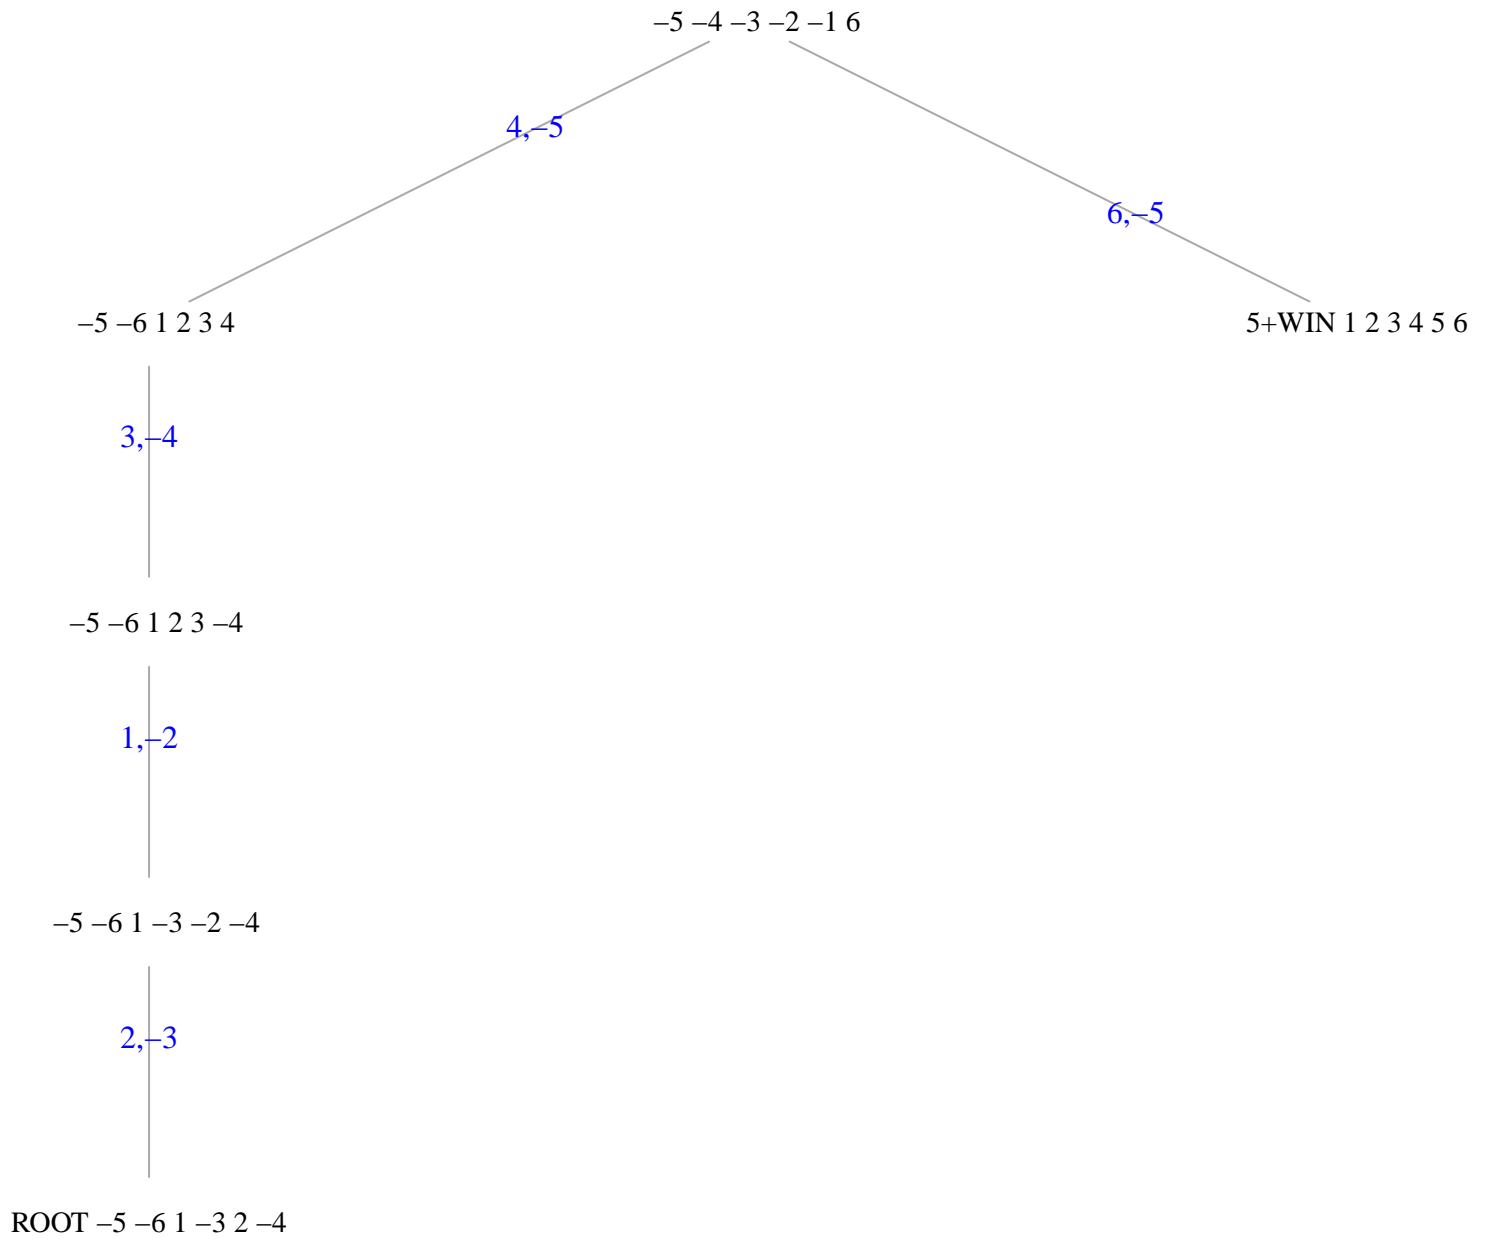 –5 –4 –3 –2 –1 6
4,–5
6,–5
–5 –6 1 2 3 4
5+WIN 1 2 3 4 5 6
3,–4
–5 –6 1 2 3 –4
1,–2
–5 –6 1 –3 –2 –4
2,–3
ROOT –5 –6 1 –3 2 –4